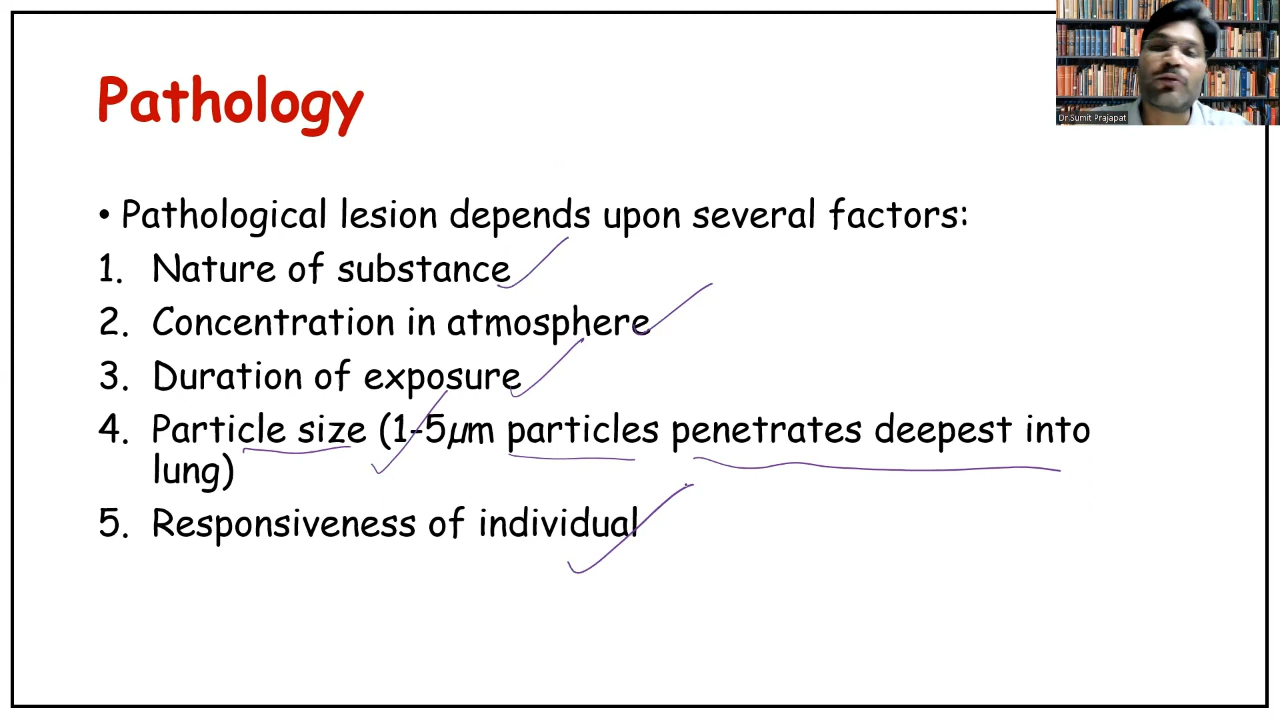 Dr.Sumit Prajapat
Pathology
• Pathological lesion depends upon several factors:
1. Nature of substance
2. Concentration in atmosphere
3. Duration of exposure
4. Particle size (1-5µm particles penetrates deepest into
lung)
5. Responsiveness of individual